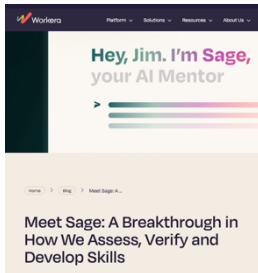 Workera
Platform Solutions Resources About Us
Hey, Jim. I'm Sage,
your AI Mentor
>
Home > Blog > Meet Sage: A ...
Meet Sage: A Breakthrough in
How We Assess, Verify and
Develop Skills